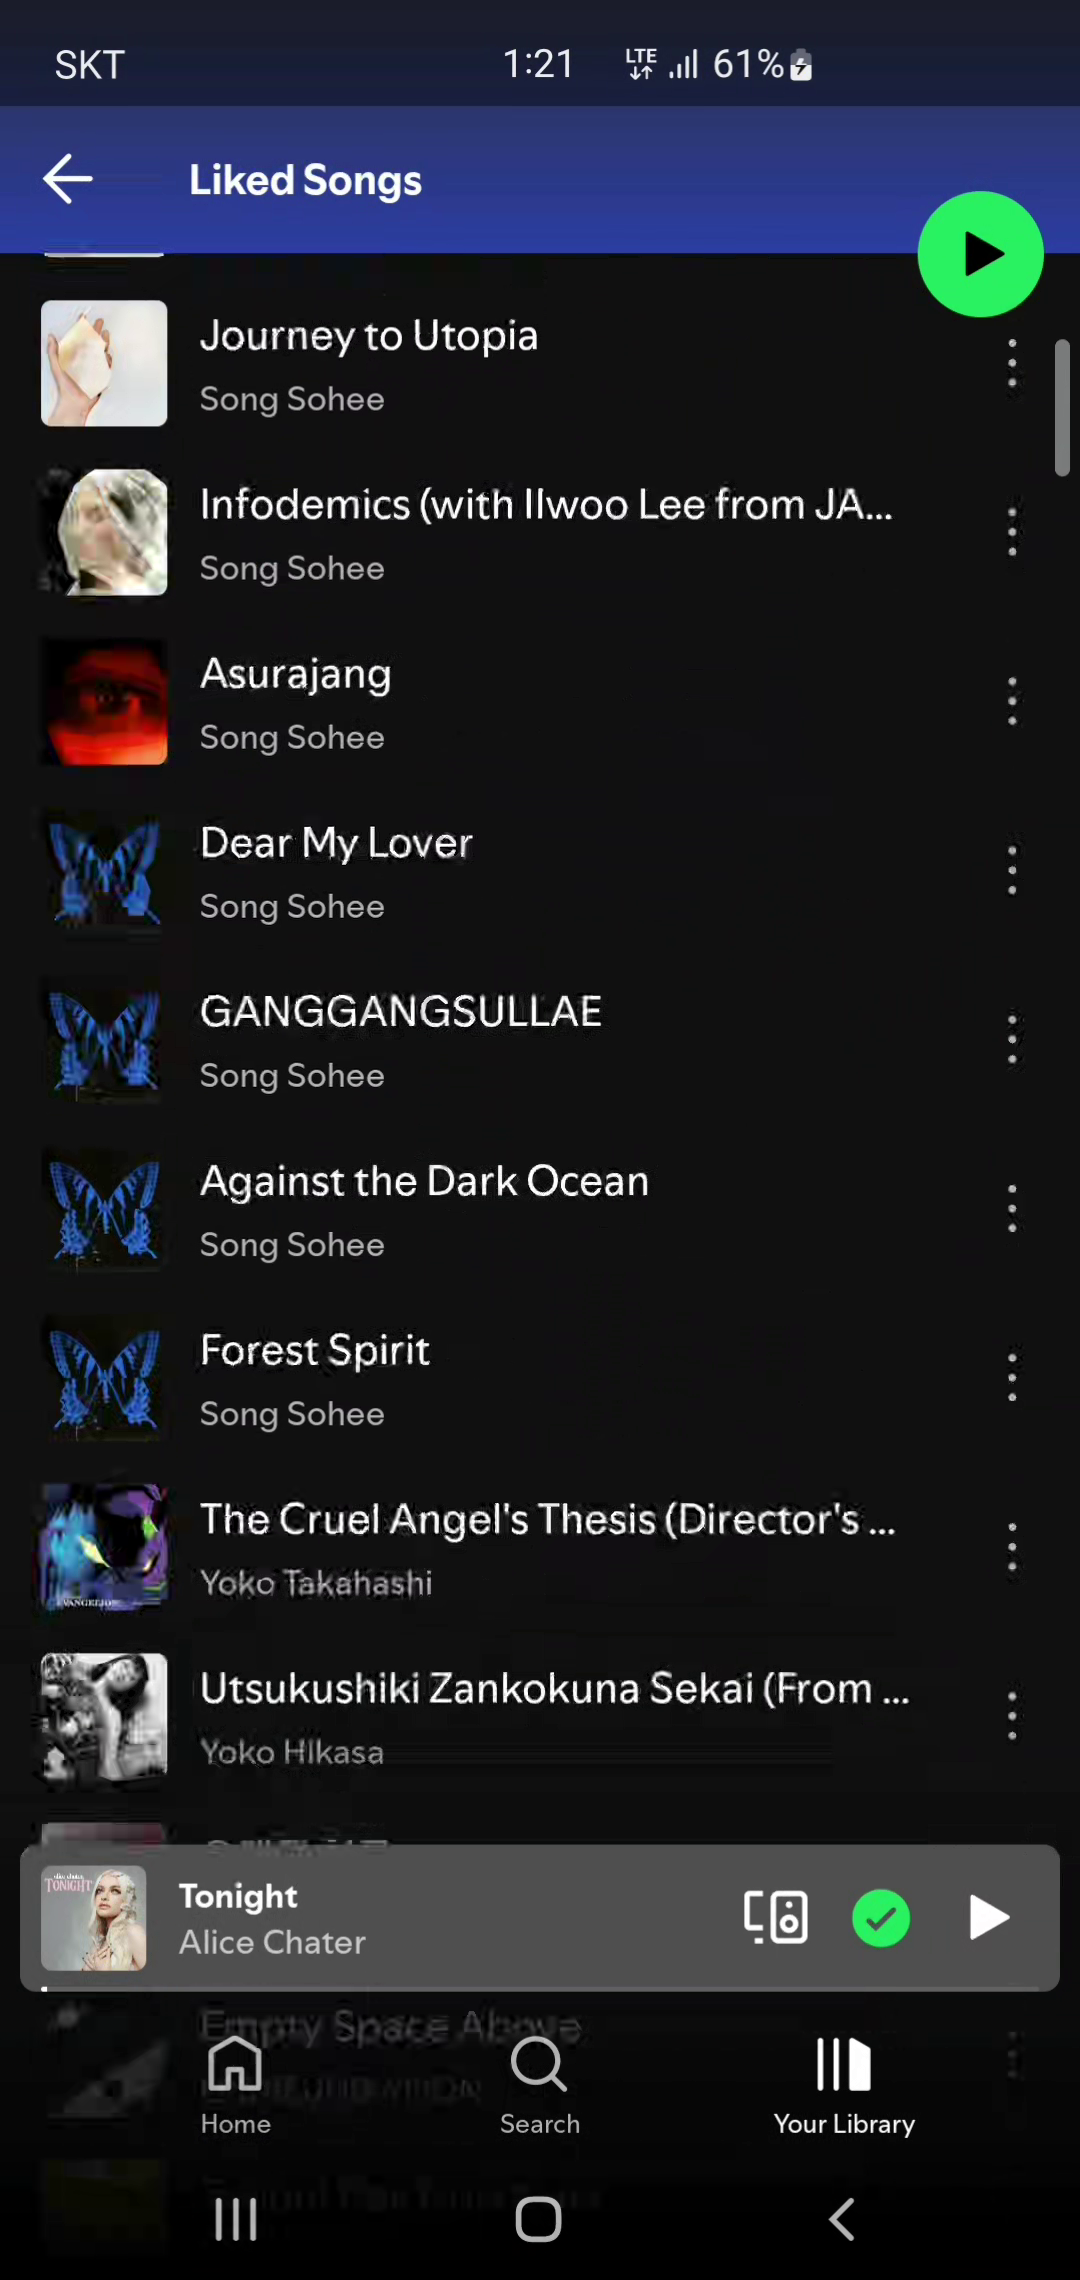 SKT 1:21 LTE 61%
Liked Songs
Journey to Utopia
Song Sohee
Infodemics (with Ilwoo Lee from JA...
Song Sohee
Asurajang
Song Sohee
Dear My Lover
Song Sohee
GANGGANGSULLAE
Song Sohee
Against the Dark Ocean
Song Sohee
Forest Spirit
Song Sohee
The Cruel Angel's Thesis (Director's ...
Yoko Takahashi
EVANGELION
Utsukushiki Zankokuna Sekai (From ...
Yoko Hikasa
TONIGHT
Tonight
Alice Chater
Empty Space Above
Home Search Your Library